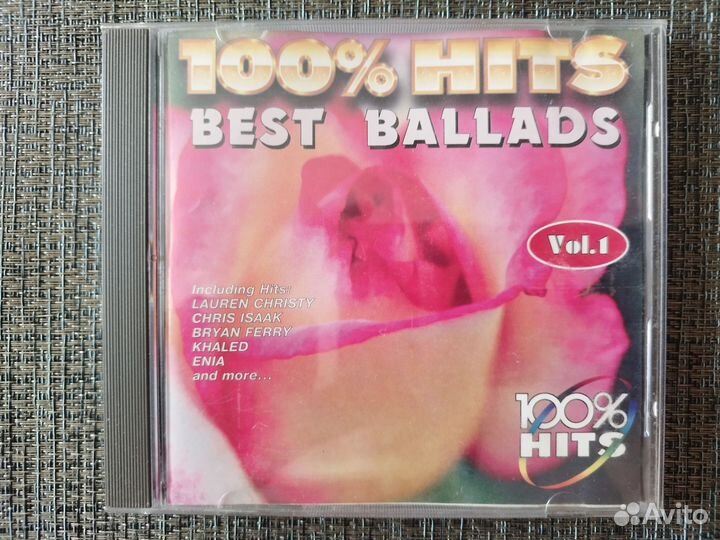 100% HITS
BEST BALLADS
Vol.1
Including Hits:
LAUREN CHRISTY
CHRIS ISAAK
BRYAN FERRY
KHALED
ENIA
and more...
100%
HITS
Avito